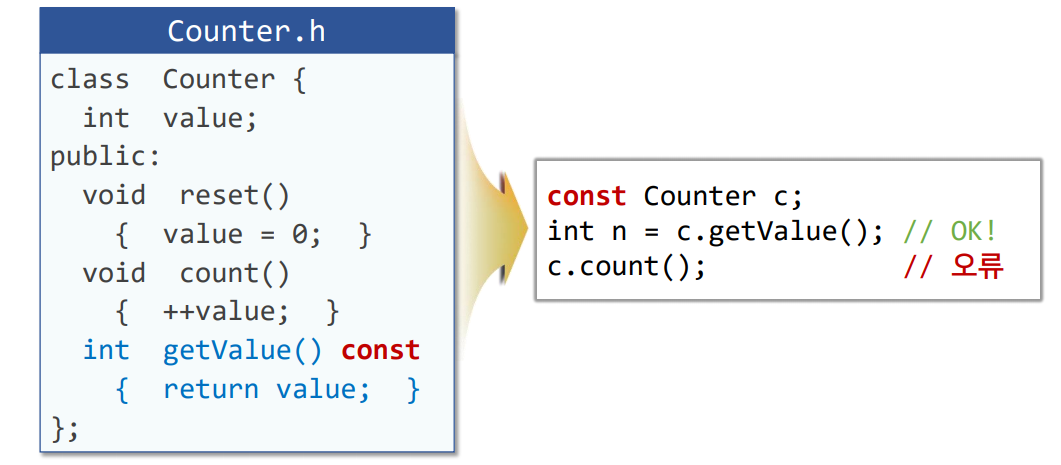 Counter.h
class  Counter {
  int  value;
public:
  void  reset()
    {  value = 0;  }
  void  count()
    {  ++value;  }
  int  getValue() const
    {  return value;  }
};
const Counter c;
int n = c.getValue(); // OK!
c.count();            // 오류